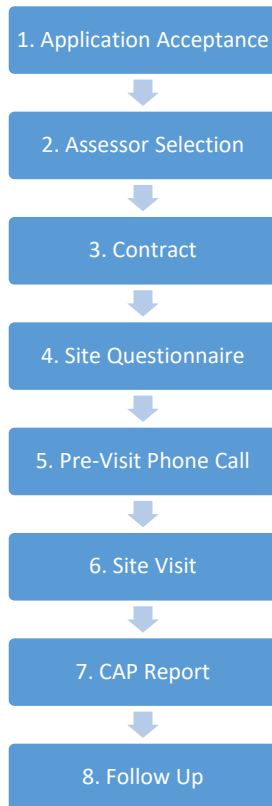 1. Application Acceptance
2. Assessor Selection
3. Contract
4. Site Questionnaire
5. Pre-Visit Phone Call
6. Site Visit
7. CAP Report
8. Follow Up